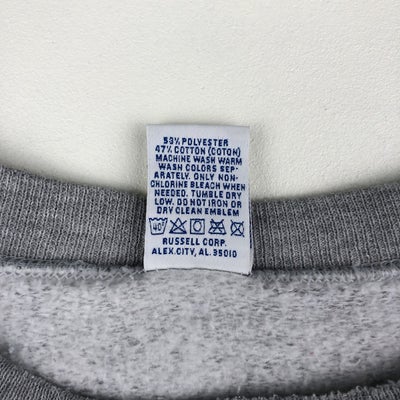 53% POLYESTER
47% COTTON (COTON)
MACHINE WASH WARM
WASH COLORS SEP-
ARATELY. ONLY NON-
CHLORINE BLEACH WHEN
NEEDED. TUMBLE DRY
LOW. DO NOT IRON OR
DRY CLEAN EMBLEM
40°
RUSSELL CORP.
ALEX.CITY, AL. 35010